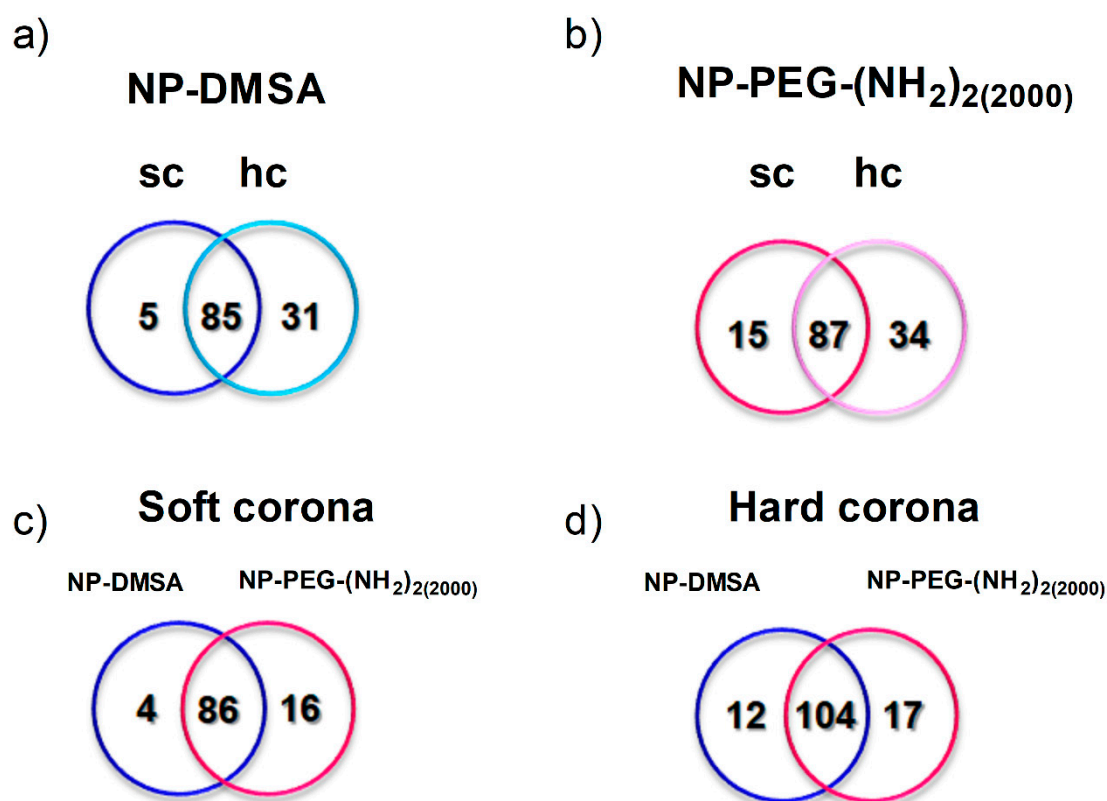 a)
NP-DMSA
sc hc
5 85 31
b)
NP-PEG-(NH2)2(2000)
sc hc
15 87 34
c)
Soft corona
NP-DMSA NP-PEG-(NH2)2(2000)
4 86 16
d)
Hard corona
NP-DMSA NP-PEG-(NH2)2(2000)
12 104 17